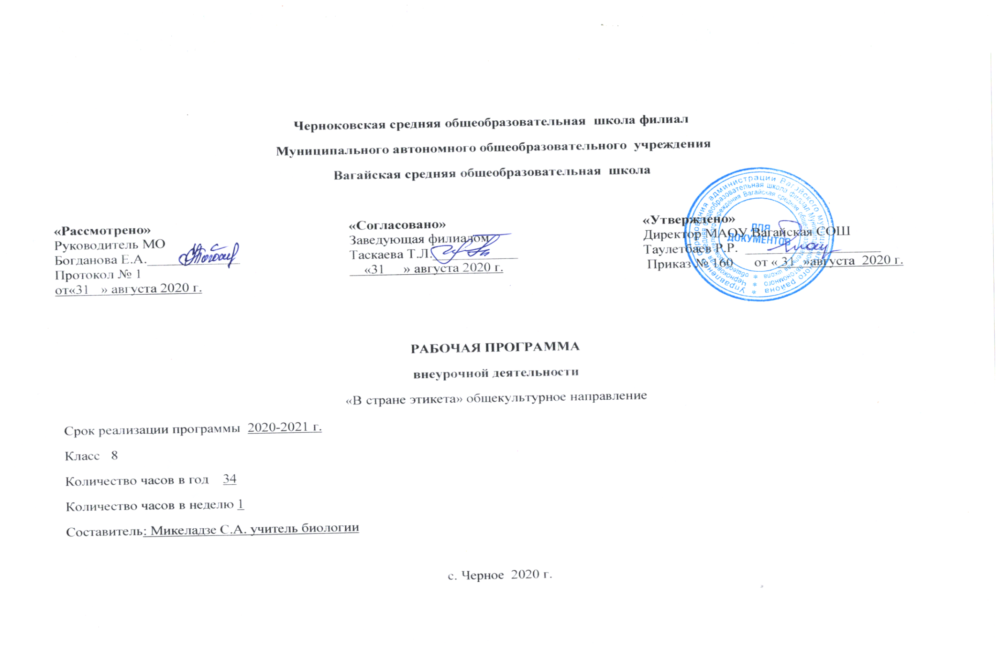 Черноковская средняя общеобразовательная школа филиал
Муниципального автономного общеобразовательного учреждения
Вагайская средняя общеобразовательная школа
«Рассмотрено»
Руководитель МО
Богданова Е.А.
Протокол № 1
от«31 » августа 2020 г.
«Согласовано»
Заведующая филиалом
Таскаева Т.Л.
«31 » августа 2020 г.
«Утверждено»
Директор МАОУ Вагайская СОШ
Таулетбаев Р.Р.
Приказ № 160 от « 31 »августа 2020 г.
ДЛЯ
ДОКУМЕНТОВ
Управление образования администрации Вагайского муниципального района *
Черноковская средняя общеобразовательная школа филиал Муниципального автономного *
общеобразовательного учреждения Вагайская средняя общеобразовательная школа *
РАБОЧАЯ ПРОГРАММА
внеурочной деятельности
«В стране этикета» общекультурное направление
Срок реализации программы 2020-2021 г.
Класс 8
Количество часов в год 34
Количество часов в неделю 1
Составитель: Микеладзе С.А. учитель биологии
с. Черное 2020 г.